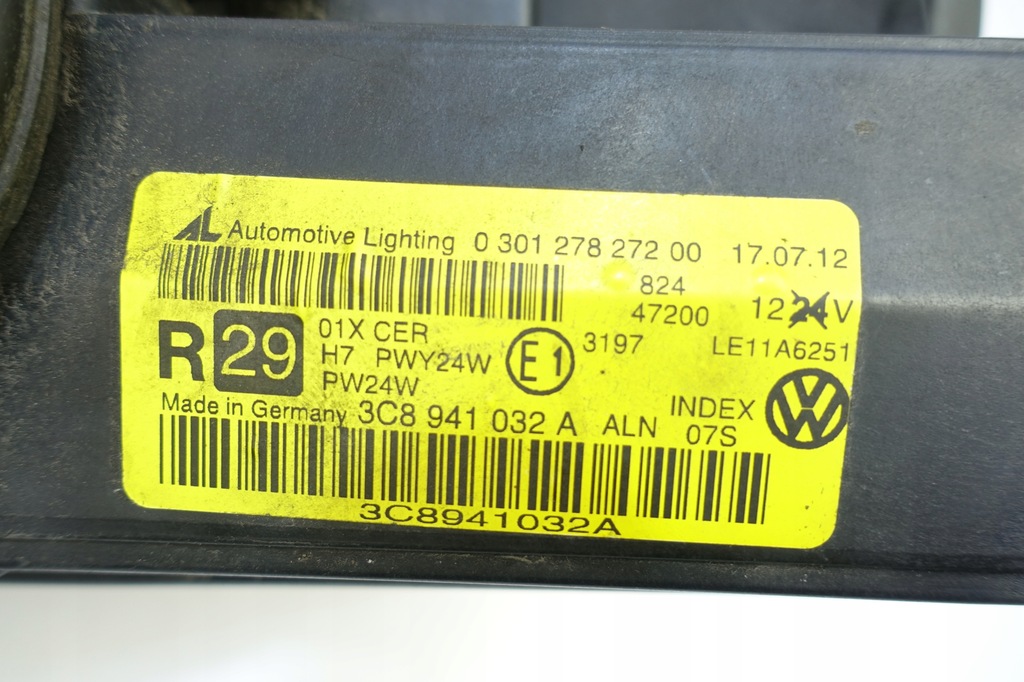 AL Automotive Lighting 0 301 278 272 00 17.07.12
824
47200 12 24 V
R 29 01X CER E1 3197 LE11A6251
H7 PWY24W
PW24W
Made in Germany 3C8 941 032 A ALN INDEX 07S VW
3C8941032A